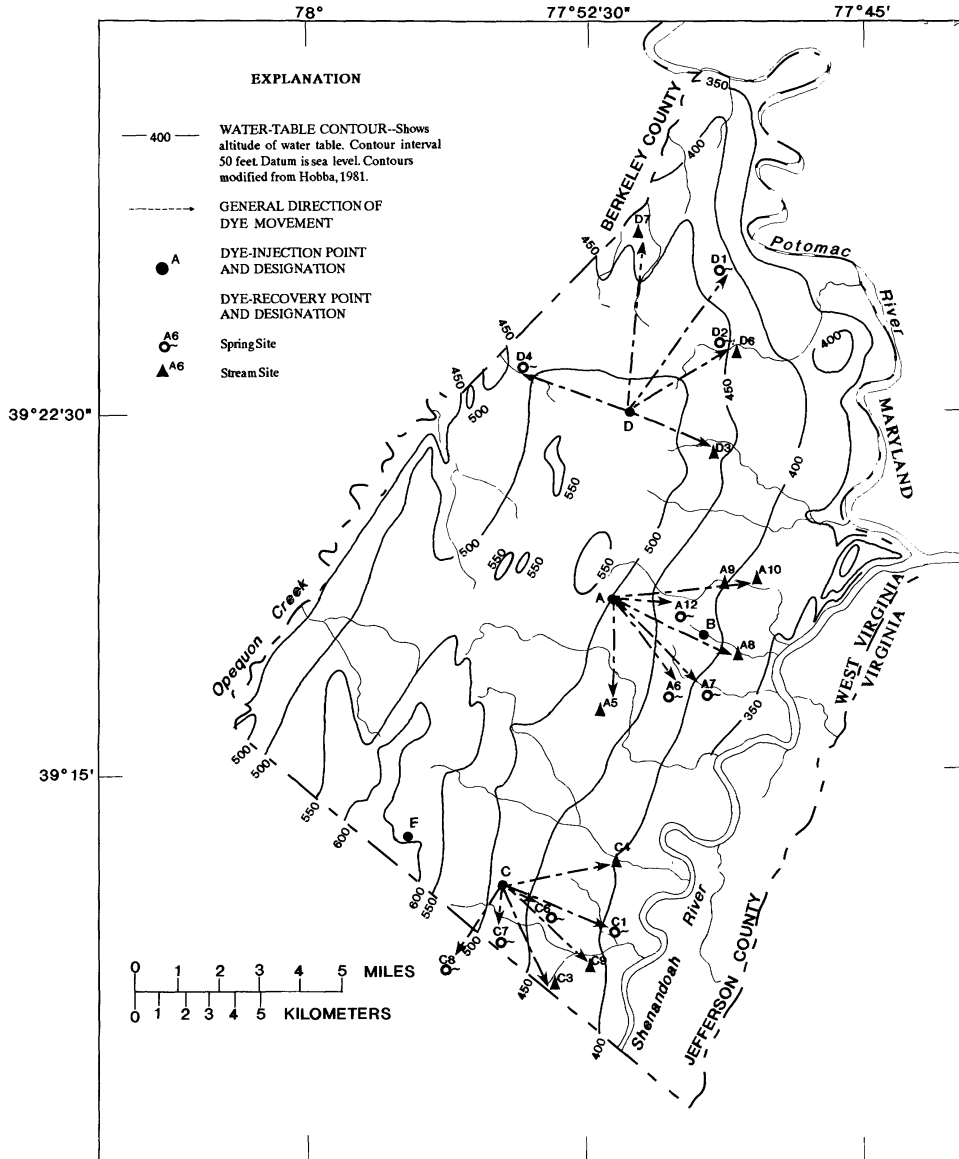 78°
77°52'30"
77°45'
EXPLANATION
400
WATER-TABLE CONTOUR--Shows
altitude of water table. Contour interval
50 feet. Datum is sea level. Contours
modified from Hobba, 1981.
GENERAL DIRECTION OF
DYE MOVEMENT
A
DYE-INJECTION POINT
AND DESIGNATION
DYE-RECOVERY POINT
AND DESIGNATION
A6
Spring Site
A6
Stream Site
350
BERKELEY COUNTY
400
D7
450
D1
Potomac
River
450
D2
D6
400
D4
450
500
450
D
MARYLAND
39°22'30"
D3
400
550
500
500
550
550
550
A9
A10
A
A12
B
A8
Opequon Creek
WEST VIRGINIA
VIRGINIA
A5
A6
A7
350
500
500
39°15'
550
600
E
C4
C
600
550
C6
C1
C7
500
C8
C9
C3
450
400
Shenandoah River
JEFFERSON COUNTY
0 1 2 3 4 5 MILES
0 1 2 3 4 5 KILOMETERS